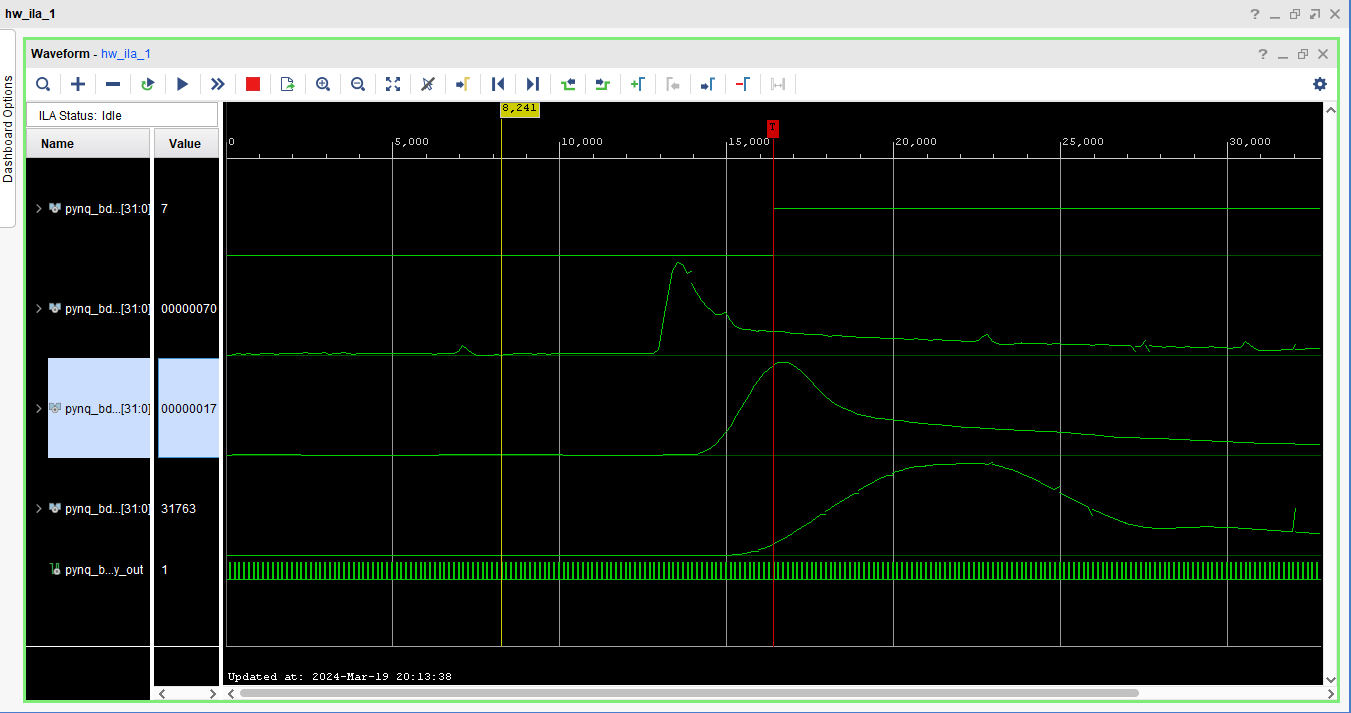 hw_ila_1
Dashboard Options
Waveform - hw_ila_1
ILA Status: Idle
8,241
T
Name
Value
0
5,000
10,000
15,000
20,000
25,000
30,000
pynq_bd...[31:0]
7
pynq_bd...[31:0]
00000070
pynq_bd...[31:0]
00000017
pynq_bd...[31:0]
31763
pynq_b...y_out
1
Updated at: 2024-Mar-19 20:13:38